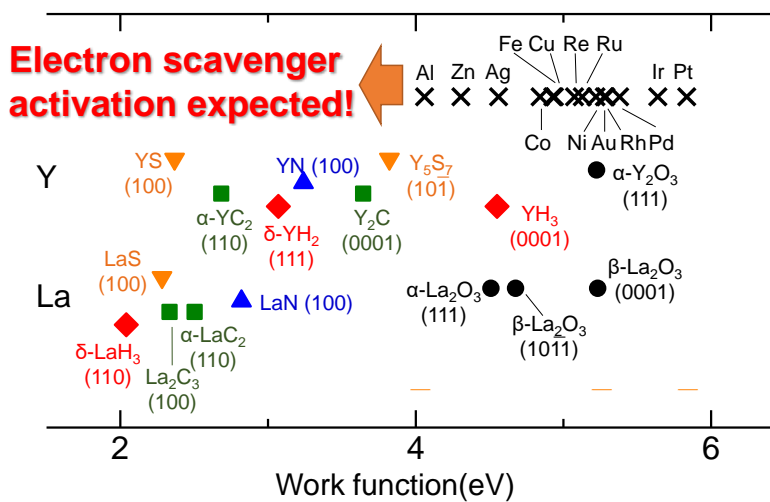 Electron scavenger
activation expected!
Fe Cu Re Ru
Al Zn Ag Ir Pt
Co Ni Au Rh Pd
Y
YS
(100)
YN (100)
Y₅S₇
(101̅)
α-Y₂O₃
(111)
α-YC₂
(110)
δ-YH₂
(111)
Y₂C
(0001)
YH₃
(0001)
La
LaS
(100)
LaN (100)
α-La₂O₃
(111)
β-La₂O₃
(0001)
β-La₂O₃
(101̅1)
δ-LaH₃
(110)
α-LaC₂
(110)
La₂C₃
(100)
2 4 6
Work function(eV)